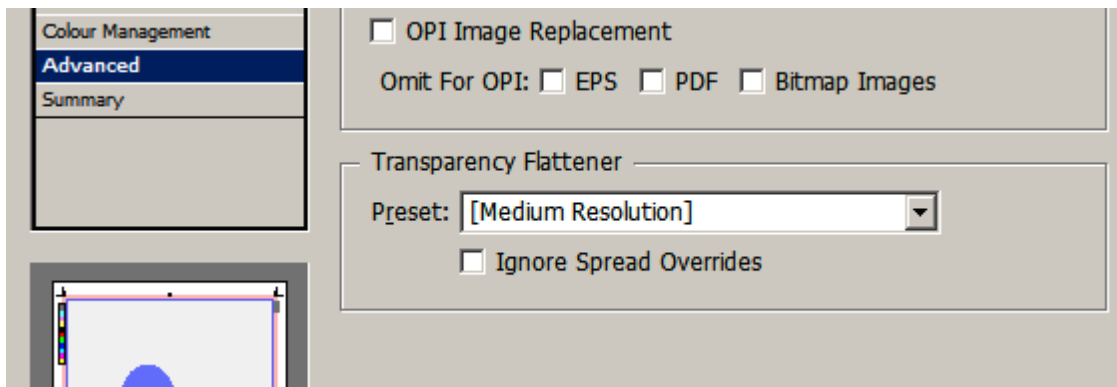 Colour Management
Advanced
Summary
OPI Image Replacement
Omit For OPI: EPS PDF Bitmap Images
Transparency Flattener
Preset: [Medium Resolution]
Ignore Spread Overrides